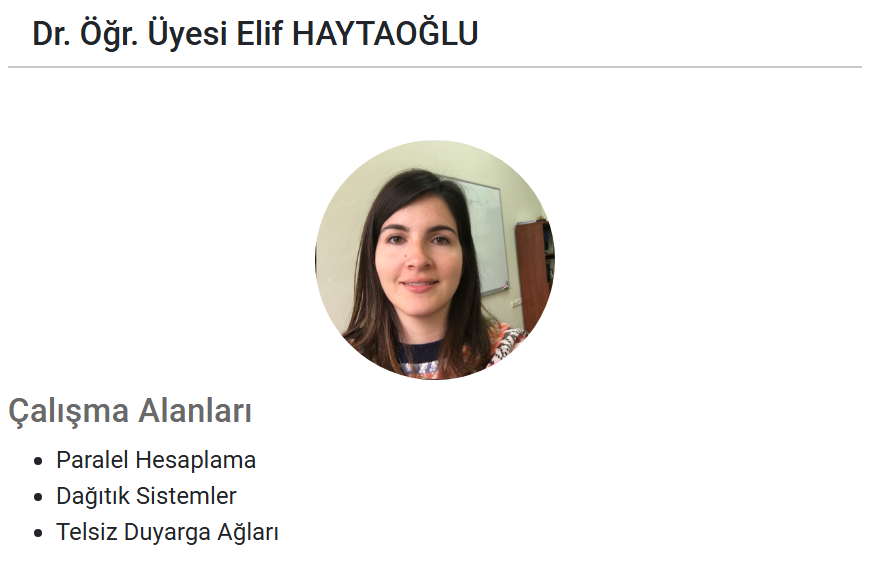 Dr. Öğr. Üyesi Elif HAYTAOĞLU
Çalışma Alanları
Paralel Hesaplama
Dağıtık Sistemler
Telsiz Duyarga Ağları